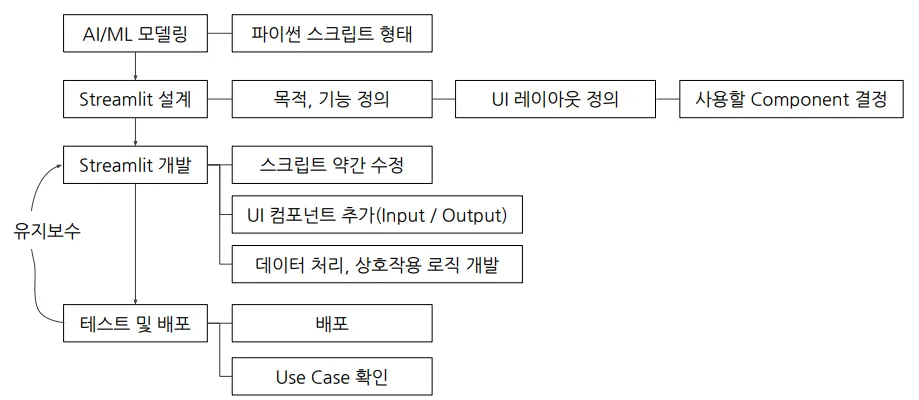 AI/ML 모델링
파이썬 스크립트 형태
Streamlit 설계
목적, 기능 정의
UI 레이아웃 정의
사용할 Component 결정
Streamlit 개발
스크립트 약간 수정
UI 컴포넌트 추가(Input / Output)
유지보수
데이터 처리, 상호작용 로직 개발
테스트 및 배포
배포
Use Case 확인